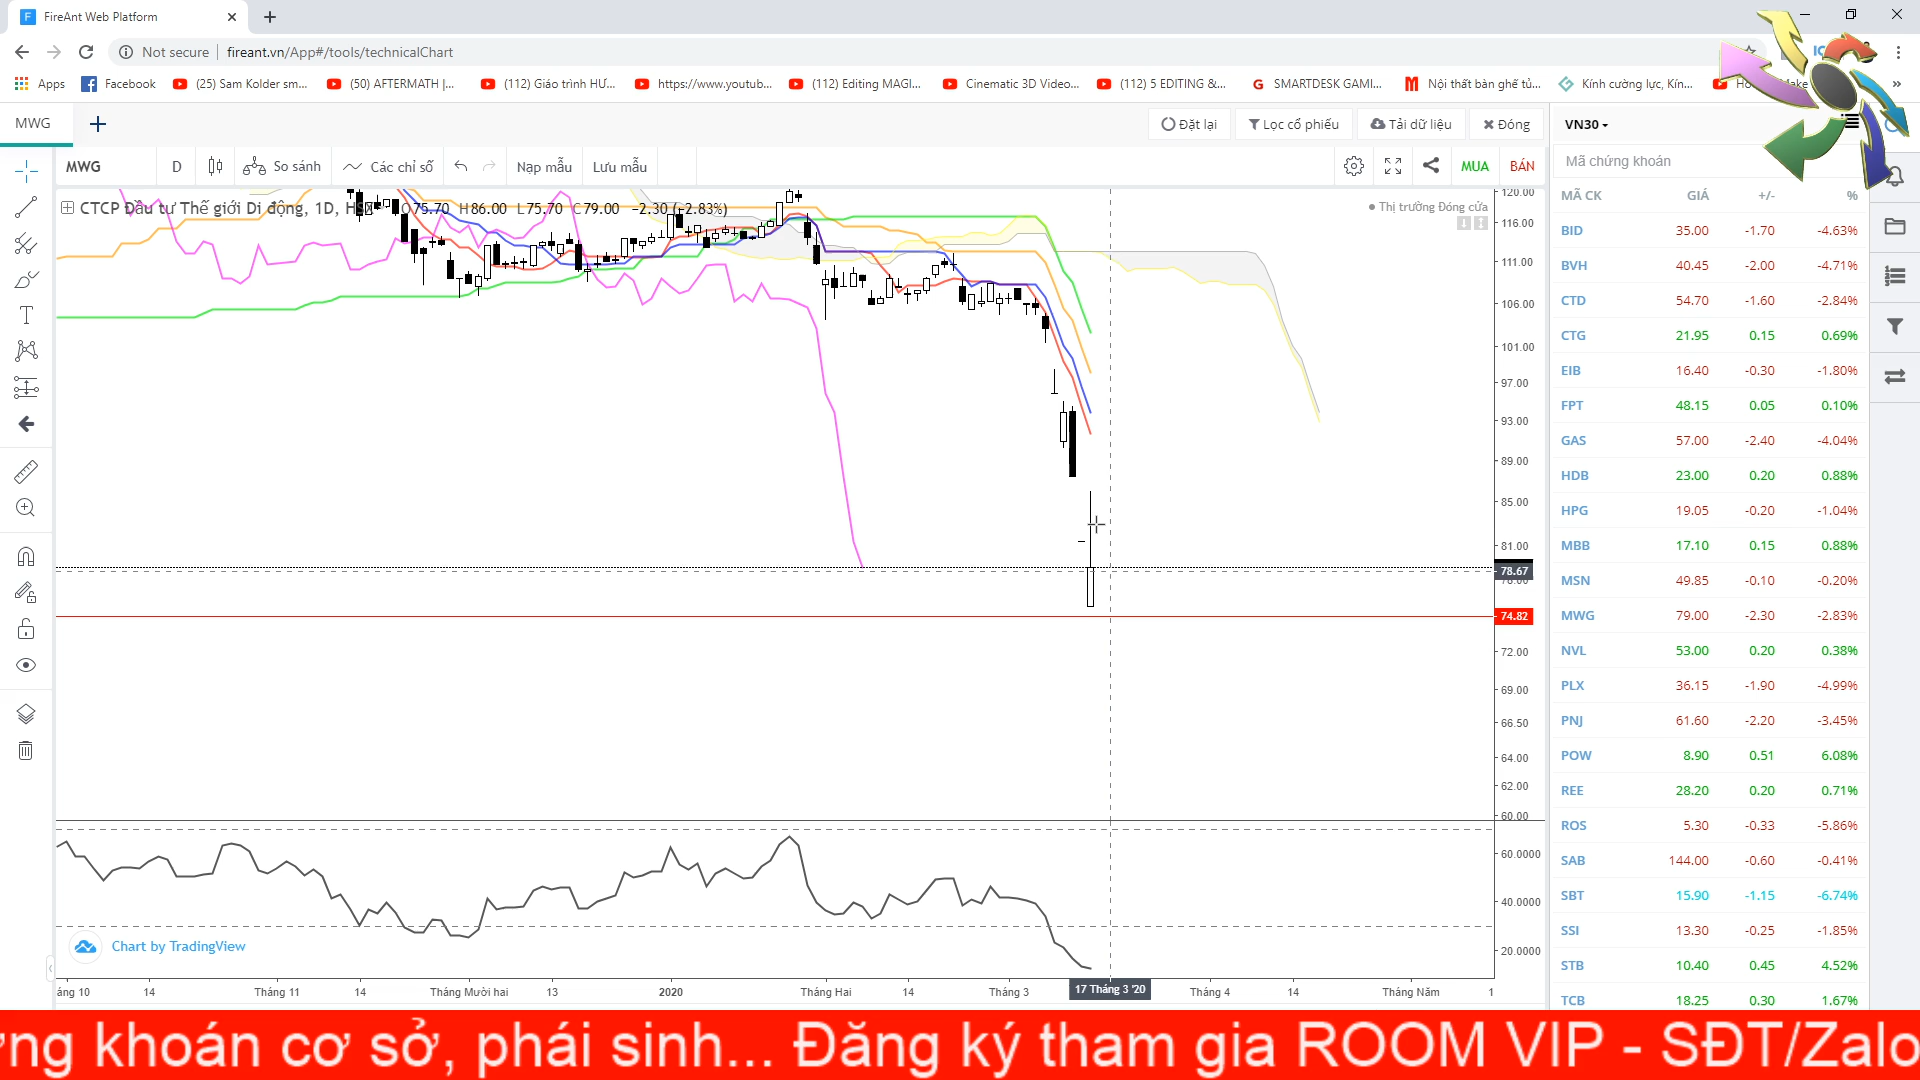 FireAnt Web Platform
Not secure
fireant.vn/App#/tools/technicalChart
Apps
Facebook
(25) Sam Kolder sm...
(50) AFTERMATH |...
(112) Giáo trình HƯ...
https://www.youtub...
(112) Editing MAGI...
Cinematic 3D Video...
(112) 5 EDITING &...
SMARTDESK GAMI...
Nội thất bàn ghế tủ...
Kính cường lực, Kín...
MWG
Đặt lại
Lọc cổ phiếu
Tải dữ liệu
Đóng
VN30
MWG
D
So sánh
Các chỉ số
Nạp mẫu
Lưu mẫu
MUA
BÁN
Mã chứng khoán
CTCP Đầu tư Thế giới Di động, 1D, HSX O75.70 H86.00 L75.70 C79.00 −2.30 (−2.83%)
Thị trường Đóng cửa
120.00
116.00
111.00
106.00
101.00
97.00
93.00
89.00
85.00
81.00
78.67
78.00
74.82
72.00
69.00
66.50
64.00
62.00
60.00
60.0000
40.0000
20.0000
Chart by TradingView
áng 10
14
Tháng 11
14
Tháng Mười hai
13
2020
Tháng Hai
14
Tháng 3
17 Tháng 3 '20
Tháng 4
14
Tháng Năm
1
MÃ CK GIÁ +/- %
BID 35.00 -1.70 -4.63%
BVH 40.45 -2.00 -4.71%
CTD 54.70 -1.60 -2.84%
CTG 21.95 0.15 0.69%
EIB 16.40 -0.30 -1.80%
FPT 48.15 0.05 0.10%
GAS 57.00 -2.40 -4.04%
HDB 23.00 0.20 0.88%
HPG 19.05 -0.20 -1.04%
MBB 17.10 0.15 0.88%
MSN 49.85 -0.10 -0.20%
MWG 79.00 -2.30 -2.83%
NVL 53.00 0.20 0.38%
PLX 36.15 -1.90 -4.99%
PNJ 61.60 -2.20 -3.45%
POW 8.90 0.51 6.08%
REE 28.20 0.20 0.71%
ROS 5.30 -0.33 -5.86%
SAB 144.00 -0.60 -0.41%
SBT 15.90 -1.15 -6.74%
SSI 13.30 -0.25 -1.85%
STB 10.40 0.45 4.52%
TCB 18.25 0.30 1.67%
ng khoán cơ sở, phái sinh... Đăng ký tham gia ROOM VIP - SĐT/Zalo